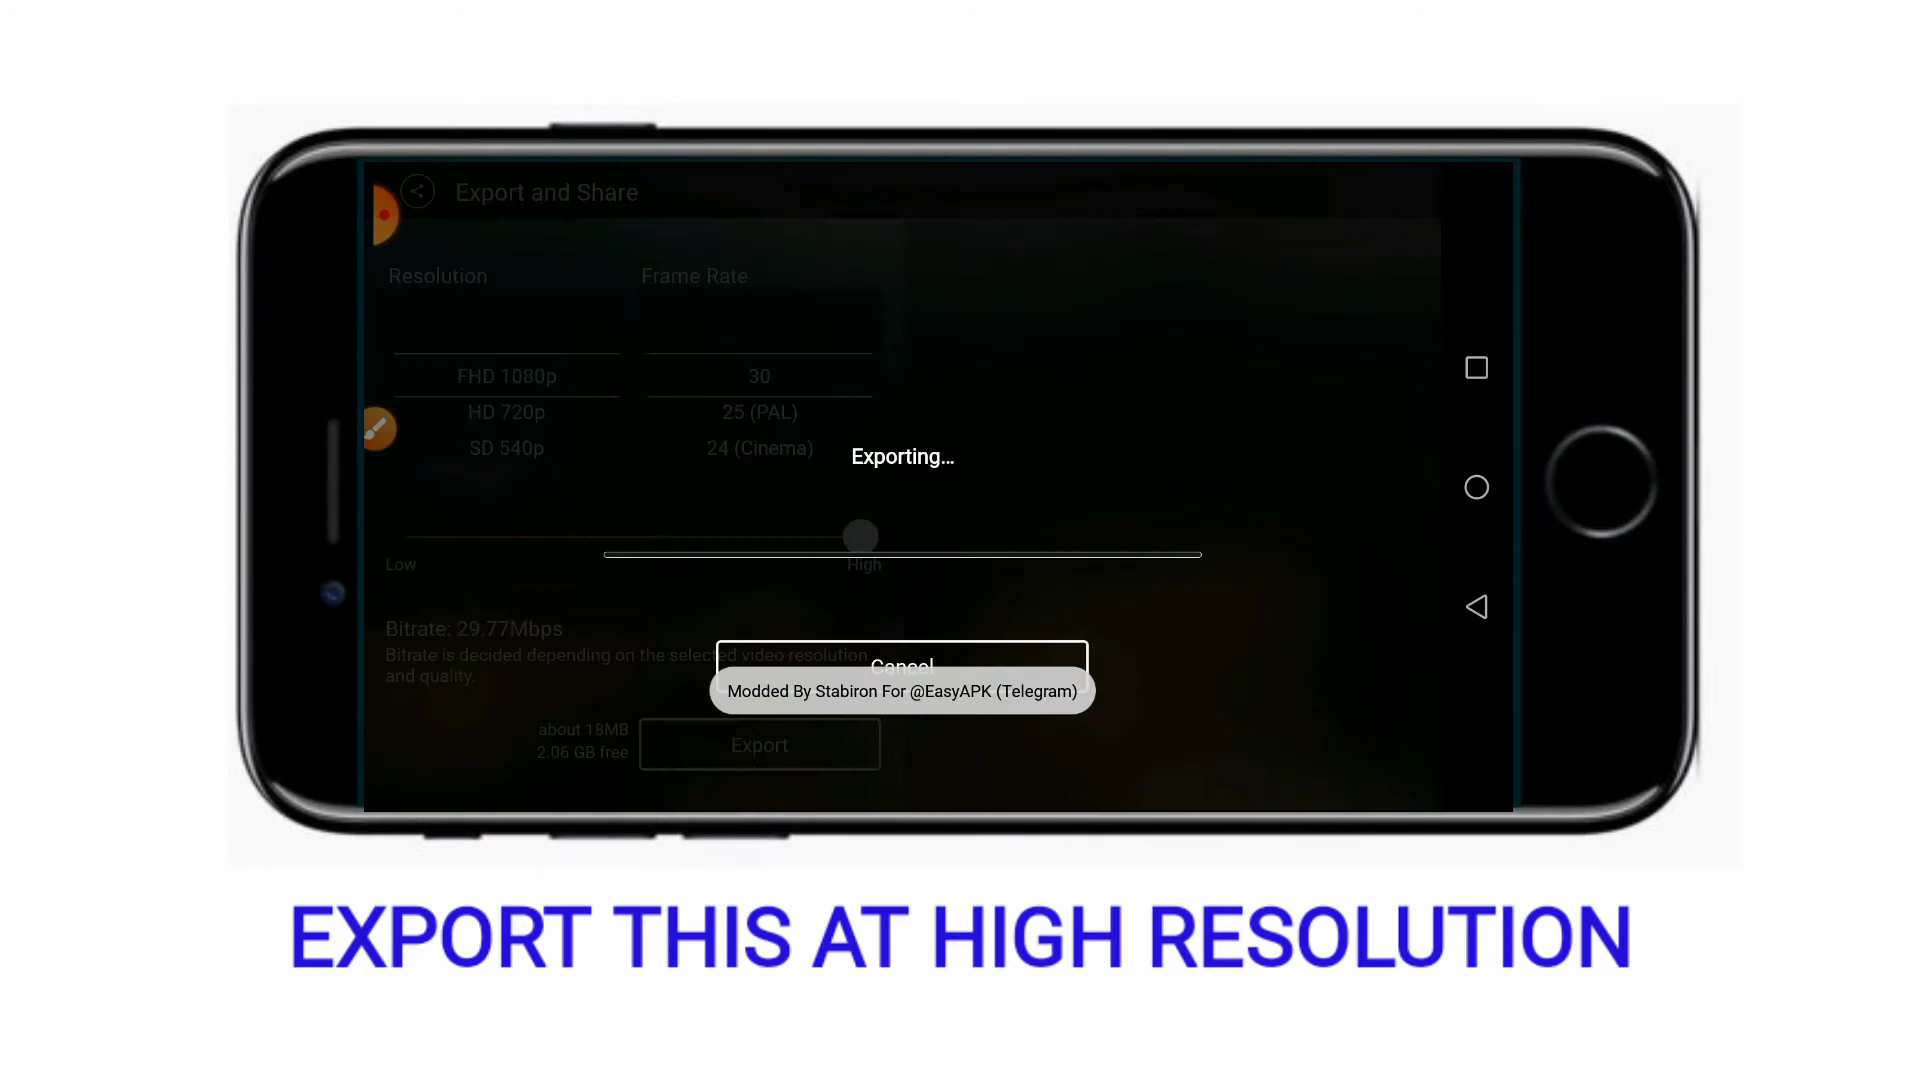 Export and Share
Resolution
Frame Rate
FHD 1080p
30
HD 720p
25 (PAL)
SD 540p
24 (Cinema)
Exporting...
Low
High
Bitrate: 29.77Mbps
Bitrate is decided depending on the selected video resolution
and quality.
Cancel
Modded By Stabiron For @EasyAPK (Telegram)
about 18MB
2.06 GB free
Export
EXPORT THIS AT HIGH RESOLUTION